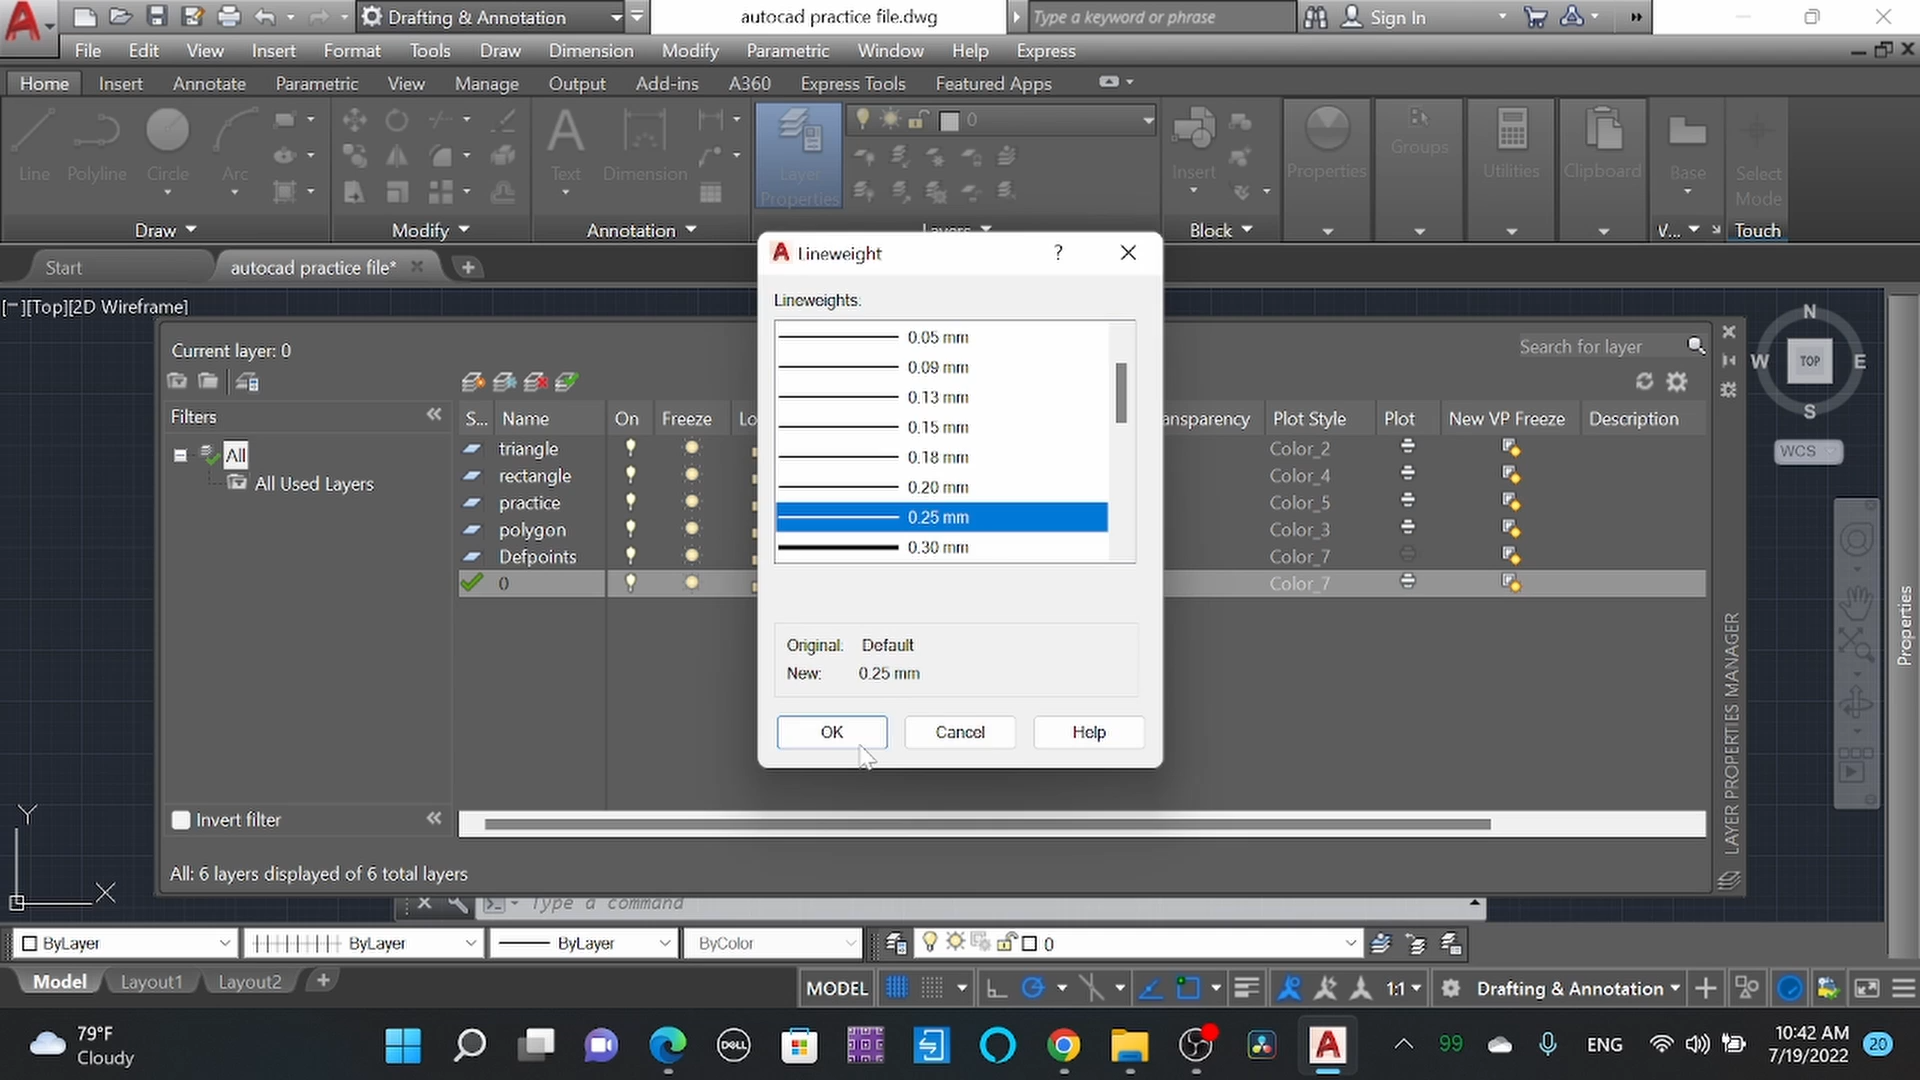 Drafting & Annotation
autocad practice file.dwg
Type a keyword or phrase
Sign In
File Edit View Insert Format Tools Draw Dimension Modify Parametric Window Help Express
Home Insert Annotate Parametric View Manage Output Add-ins A360 Express Tools Featured Apps
0
Line Polyline Circle Arc Text Dimension Layer Properties Insert Properties Groups Utilities Clipboard Base Select Mode
Draw Modify Annotation Layers Block V... Touch
Start autocad practice file*
[−][Top][2D Wireframe]
Lineweight ?
Lineweights:
0.05 mm
0.09 mm
0.13 mm
0.15 mm
0.18 mm
0.20 mm
0.25 mm
0.30 mm
Original: Default
New: 0.25 mm
OK Cancel Help
N
W TOP E
S
WCS
Current layer: 0
Search for layer
Filters
All
All Used Layers
S... Name On Freeze Lo ansparency Plot Style Plot New VP Freeze Description
triangle Color_2
rectangle Color_4
practice Color_5
polygon Color_3
Defpoints Color_7
0 Color_7
Invert filter
All: 6 layers displayed of 6 total layers
LAYER PROPERTIES MANAGER
Properties
Y
X
Type a command
ByLayer ByLayer ByLayer ByColor 0
Model Layout1 Layout2
MODEL 1:1 Drafting & Annotation
79°F
Cloudy
DELL
99
ENG
10:42 AM
7/19/2022
20